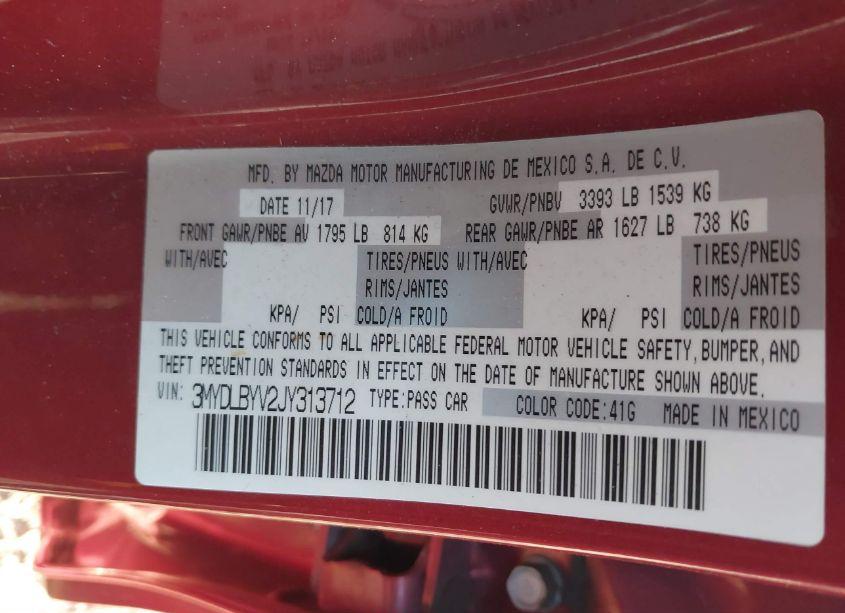 MFD. BY MAZDA MOTOR MANUFACTURING DE MEXICO S.A. DE C.V.
DATE 11/17 GVWR/PNBV 3393 LB 1539 KG
FRONT GAWR/PNBE AV 1795 LB 814 KG REAR GAWR/PNBE AR 1627 LB 738 KG
WITH/AVEC TIRES/PNEUS WITH/AVEC TIRES/PNEUS
RIMS/JANTES RIMS/JANTES
KPA/ PSI COLD/A FROID KPA/ PSI COLD/A FROID
THIS VEHICLE CONFORMS TO ALL APPLICABLE FEDERAL MOTOR VEHICLE SAFETY, BUMPER, AND
THEFT PREVENTION STANDARDS IN EFFECT ON THE DATE OF MANUFACTURE SHOWN ABOVE.
VIN: 3MYDLBYV2JY313712 TYPE:PASS CAR COLOR CODE:41G MADE IN MEXICO